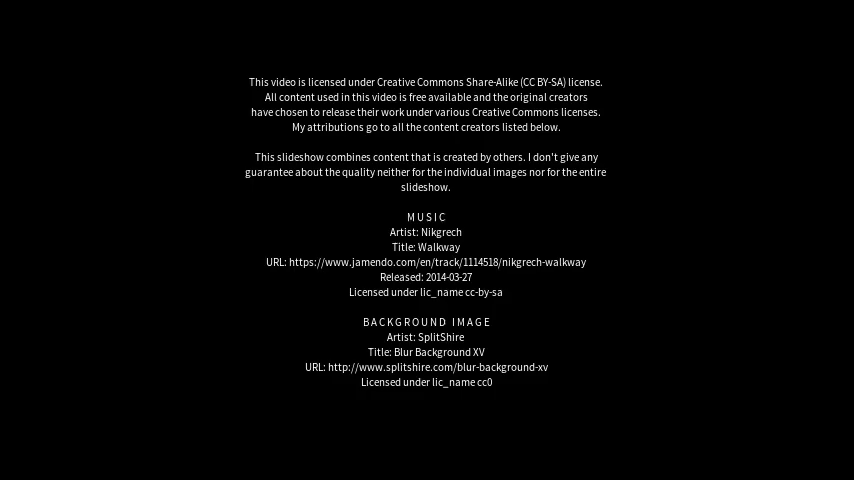 This video is licensed under Creative Commons Share-Alike (CC BY-SA) license.
All content used in this video is free available and the original creators
have chosen to release their work under various Creative Commons licenses.
My attributions go to all the content creators listed below.
This slideshow combines content that is created by others. I don't give any
guarantee about the quality neither for the individual images nor for the entire
slideshow.
MUSIC
Artist: Nikgrech
Title: Walkway
URL: https://www.jamendo.com/en/track/1114518/nikgrech-walkway
Released: 2014-03-27
Licensed under lic_name cc-by-sa
BACKGROUND IMAGE
Artist: SplitShire
Title: Blur Background XV
URL: http://www.splitshire.com/blur-background-xv
Licensed under lic_name cc0